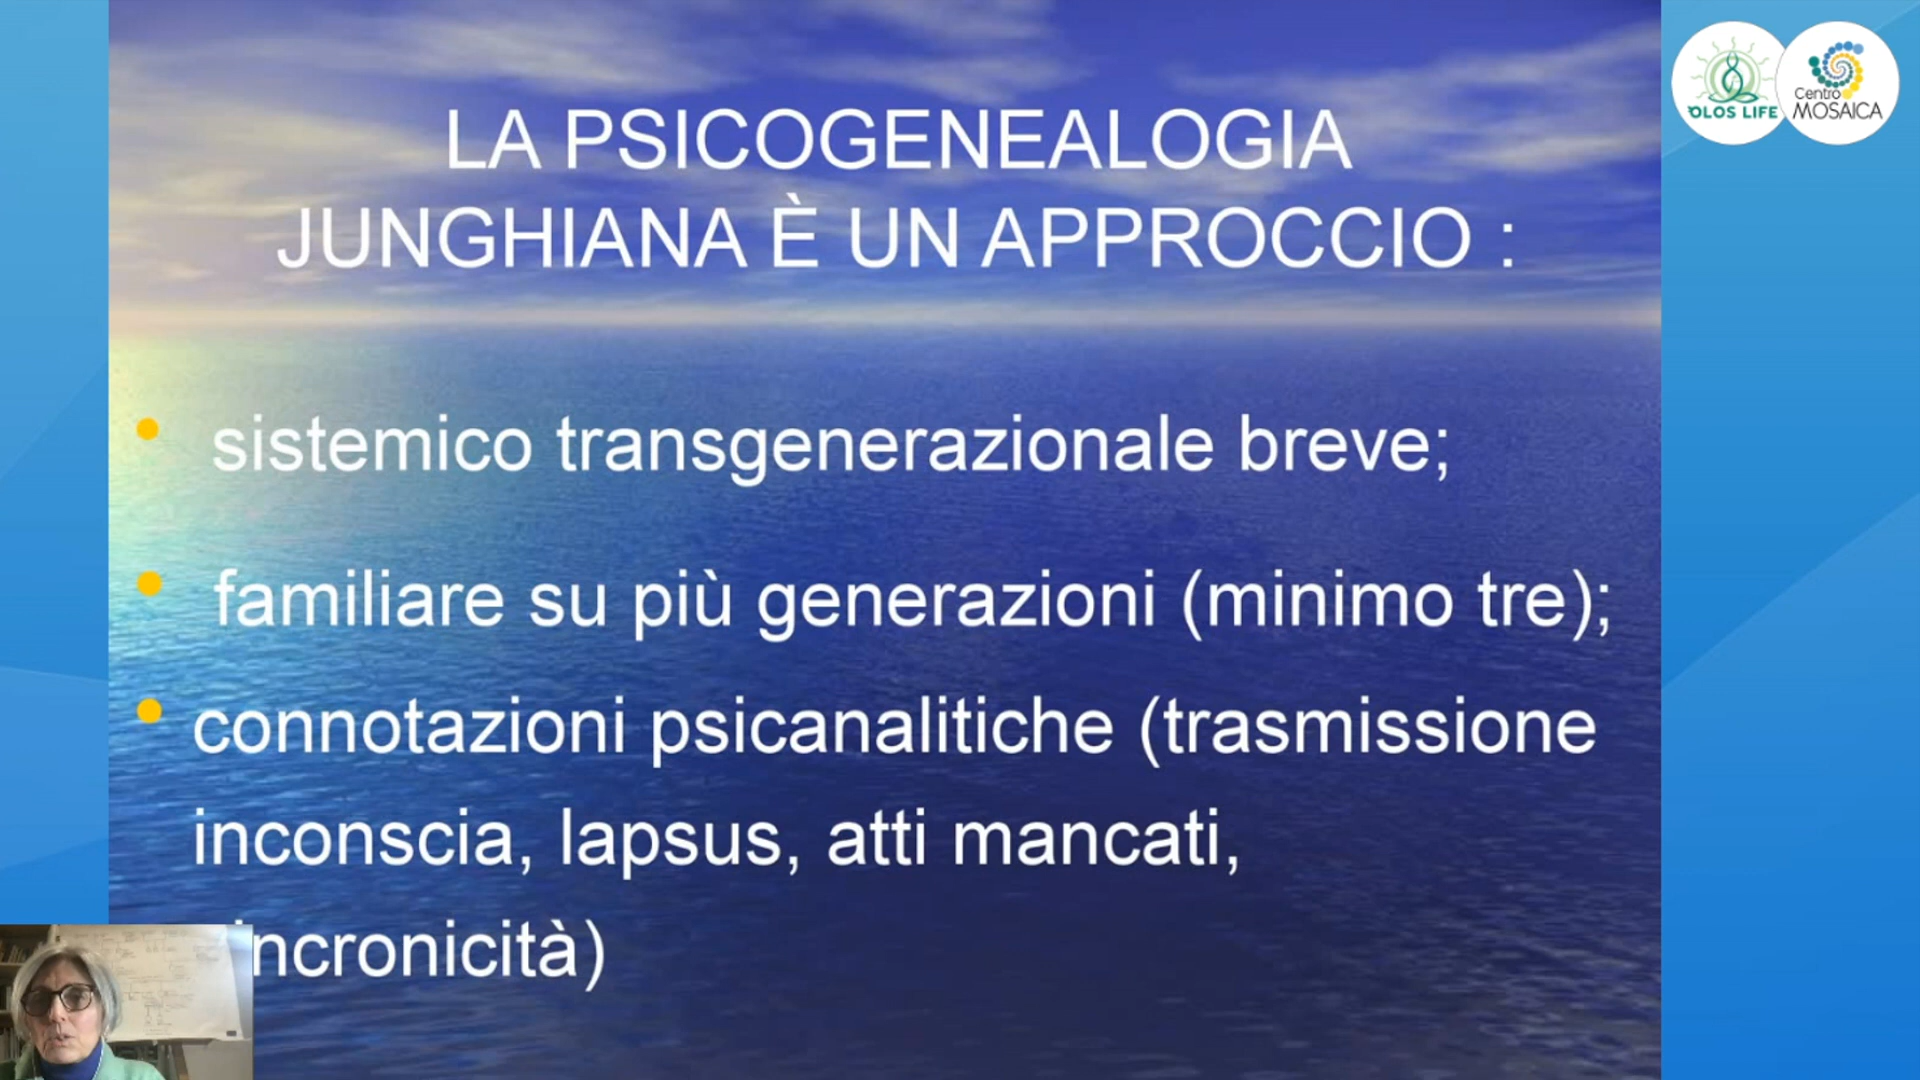 LA PSICOGENEALOGIA
JUNGHIANA È UN APPROCCIO :
OLOS LIFE
Centro
MOSAICA
• sistemico transgenerazionale breve;
• familiare su più generazioni (minimo tre);
• connotazioni psicanalitiche (trasmissione
inconscia, lapsus, atti mancati,
incronicità)